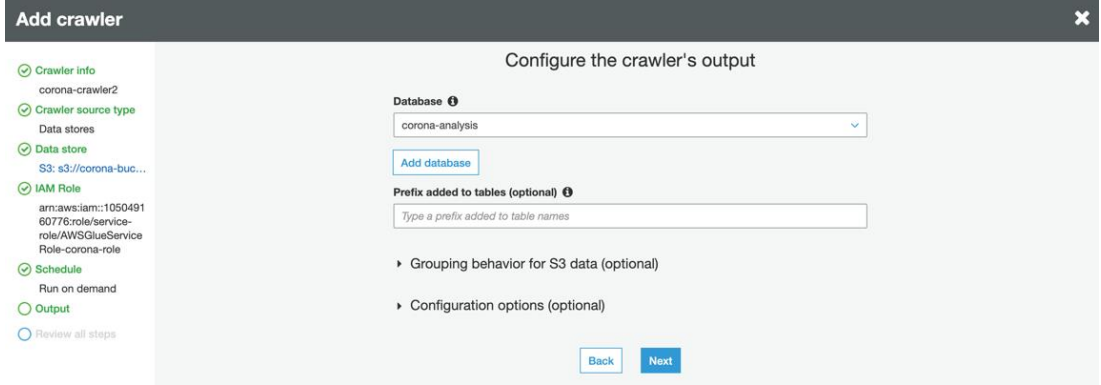 Add crawler
Crawler info
corona-crawler2
Crawler source type
Data stores
Data store
S3: s3://corona-buc...
IAM Role
arn:aws:iam::1050491
60776:role/service-
role/AWSGlueService
Role-corona-role
Schedule
Run on demand
Output
Review all steps
Configure the crawler's output
Database
corona-analysis
Add database
Prefix added to tables (optional)
Type a prefix added to table names
Grouping behavior for S3 data (optional)
Configuration options (optional)
Back Next